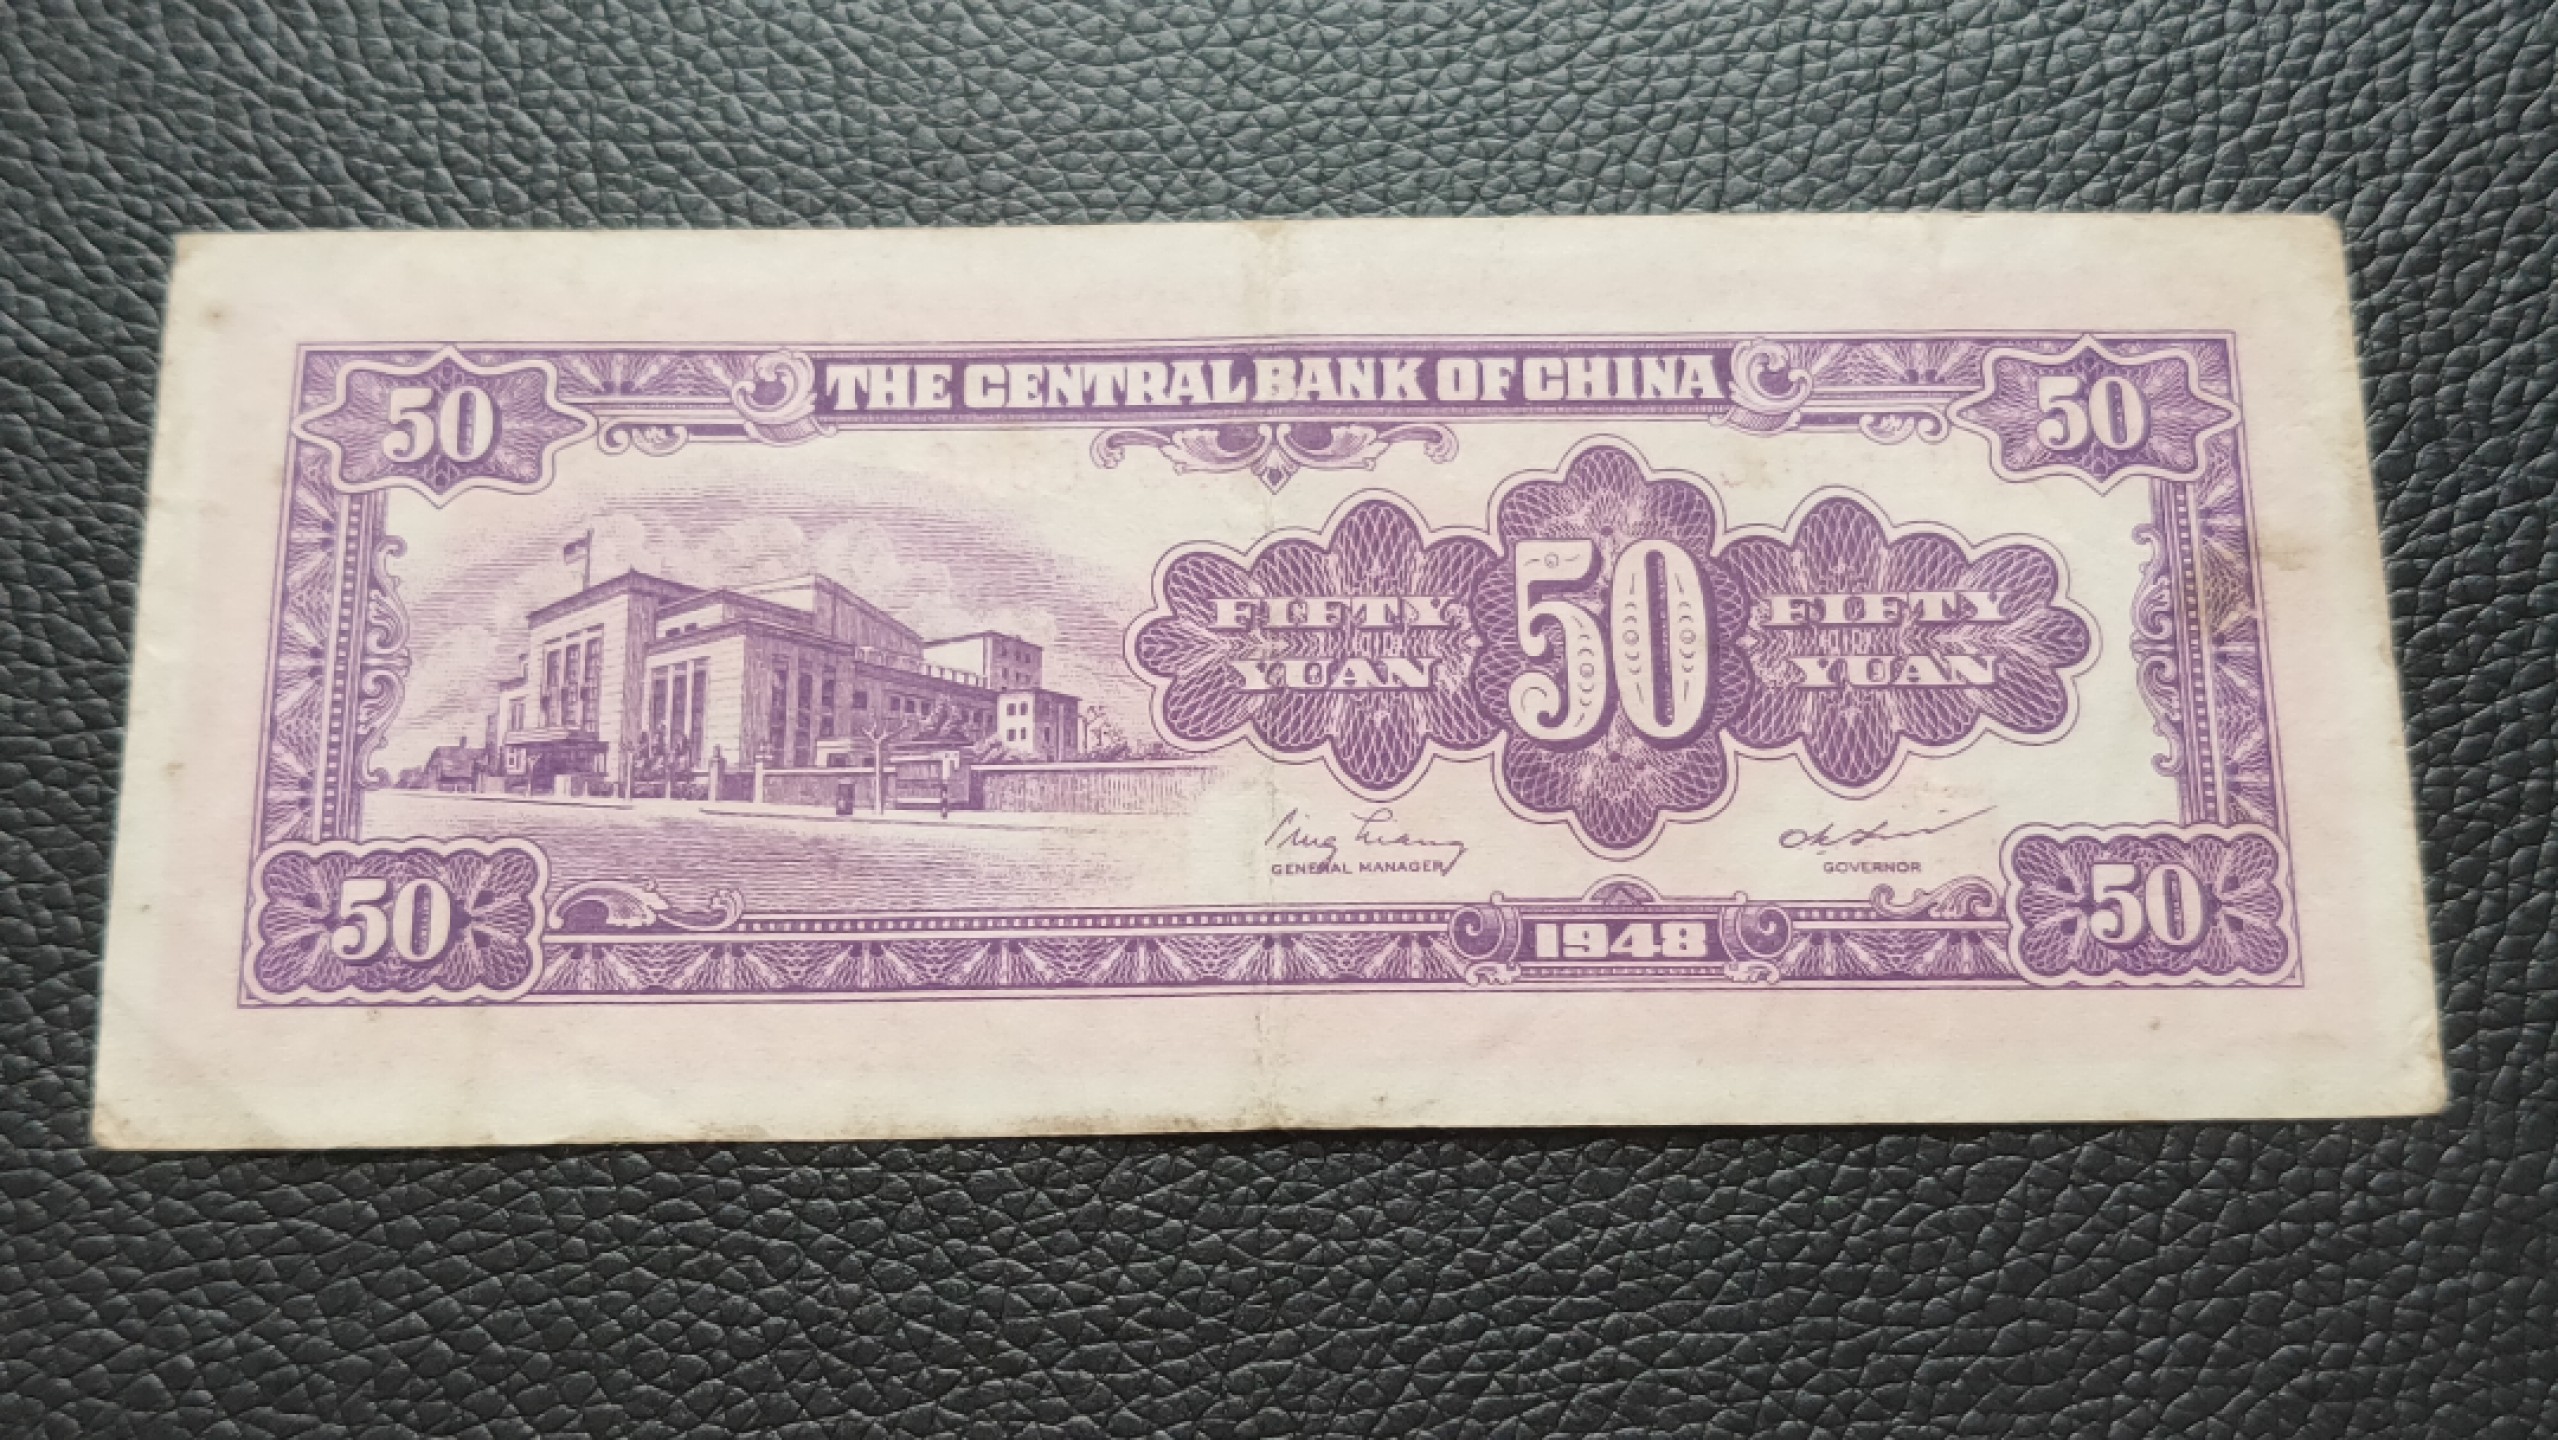 THE CENTRAL BANK OF CHINA
50 50
FIFTY YUAN
50
FIFTY YUAN
GENERAL MANAGER
GOVERNOR
50 1948 50